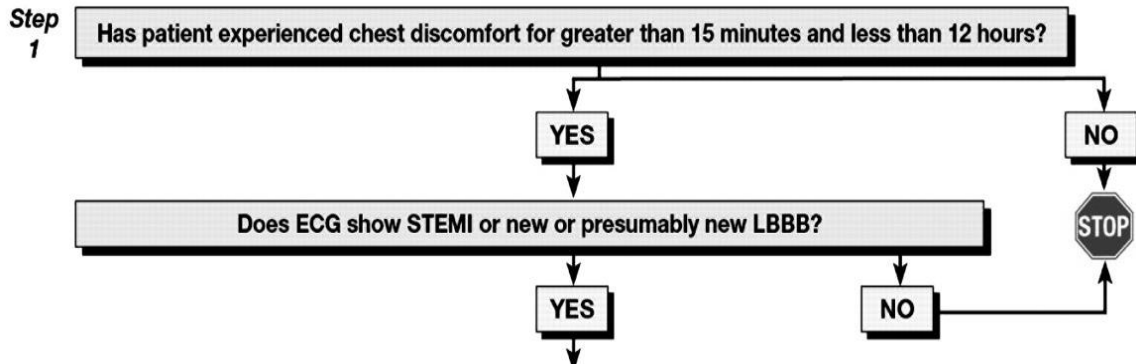 Step
1
Has patient experienced chest discomfort for greater than 15 minutes and less than 12 hours?
YES
NO
Does ECG show STEMI or new or presumably new LBBB?
STOP
YES
NO